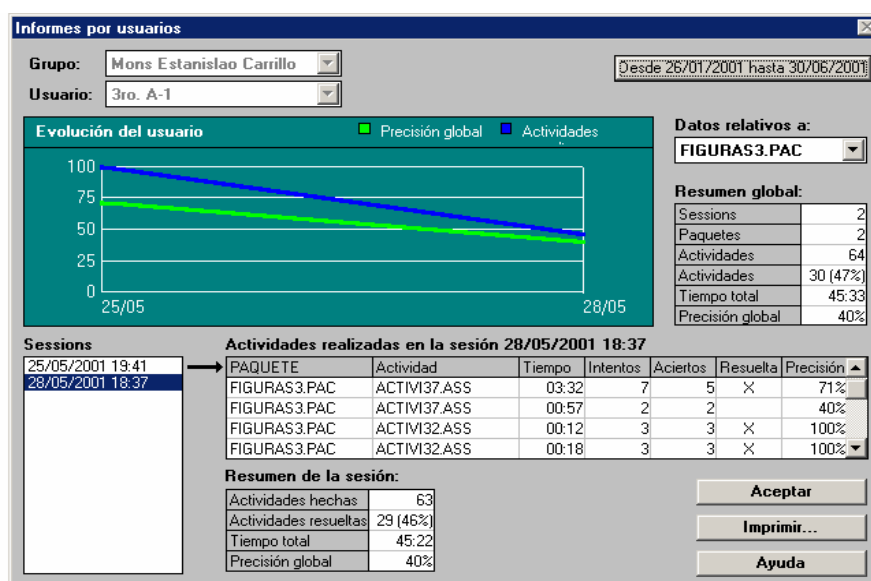 Informes por usuarios
Grupo: Mons Estanislao Carrillo
Desde 26/01/2001 hasta 30/06/2001
Usuario: 3ro. A-1
Evolución del usuario Precisión global Actividades
Datos relativos a:
FIGURAS3.PAC
100
75
50
25
0
25/05 28/05
Resumen global:
Sessions 2
Paquetes 2
Actividades 64
Actividades 30 (47%)
Tiempo total 45:33
Precisión global 40%
Sessions
25/05/2001 19:41
28/05/2001 18:37
Actividades realizadas en la sesión 28/05/2001 18:37
PAQUETE Actividad Tiempo Intentos Aciertos Resuelta Precisión
FIGURAS3.PAC ACTIVI37.ASS 03:32 7 5 X 71%
FIGURAS3.PAC ACTIVI37.ASS 00:57 2 2 40%
FIGURAS3.PAC ACTIVI32.ASS 00:12 3 3 X 100%
FIGURAS3.PAC ACTIVI32.ASS 00:18 3 3 X 100%
Resumen de la sesión:
Actividades hechas 63
Actividades resueltas 29 (46%)
Tiempo total 45:22
Precisión global 40%
Aceptar
Imprimir...
Ayuda